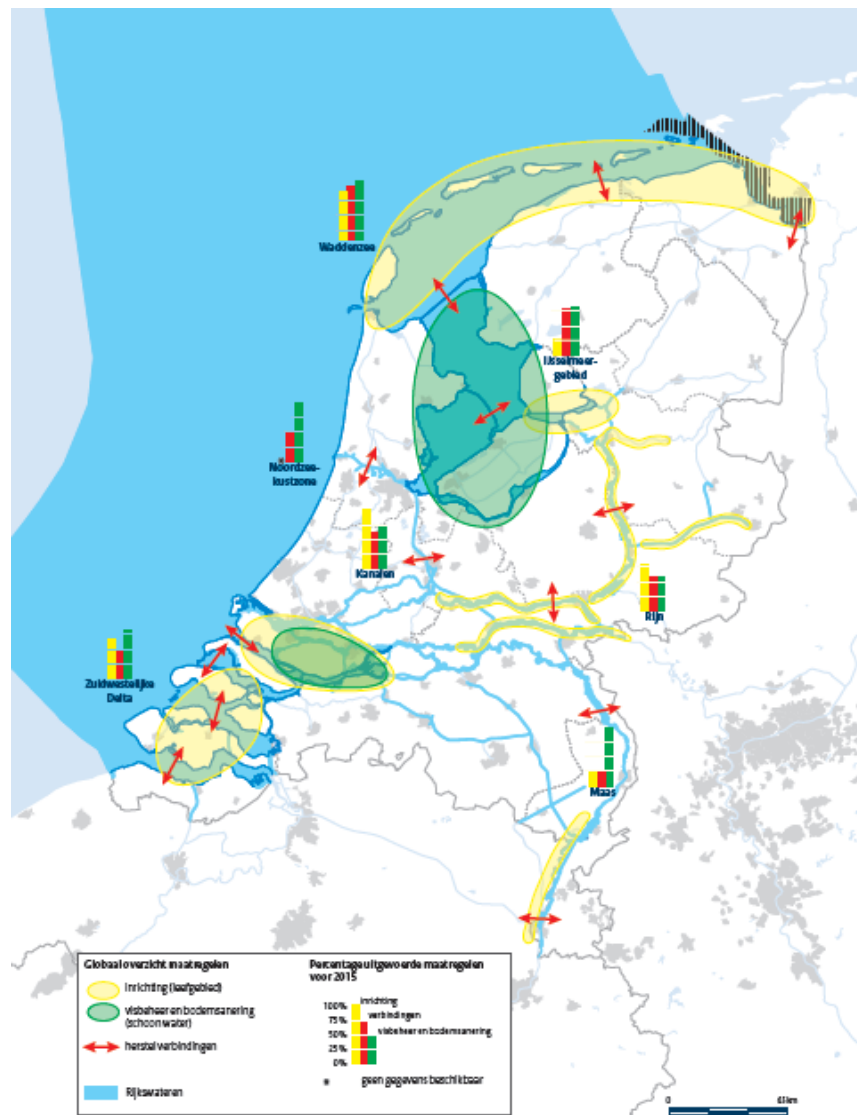 Waddenzee
IJsselmeer-
gebied
Noordzee-
kustzone
Kanalen
Rijn
Zuidwestelijke
Delta
Maas
Globaal overzicht maatregelen
inrichting (leefgebied)
visbeheer en bodemsanering
(schoon water)
herstel verbindingen
Rijkswateren
Percentage uitgevoerde maatregelen
voor 2015
inrichting
100%
verbindingen
75%
visbeheer en bodemsanering
50%
25%
0%
* geen gegevens beschikbaar
0 65km